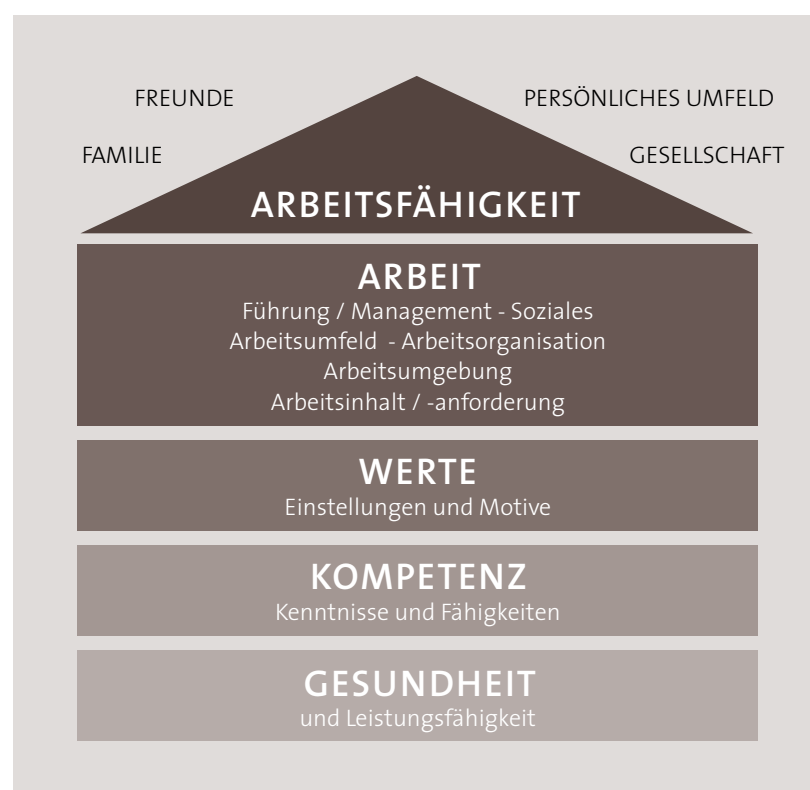 FREUNDE
PERSÖNLICHES UMFELD
FAMILIE
GESELLSCHAFT
ARBEITSFÄHIGKEIT
ARBEIT
Führung / Management - Soziales
Arbeitsumfeld - Arbeitsorganisation
Arbeitsumgebung
Arbeitsinhalt / -anforderung
WERTE
Einstellungen und Motive
KOMPETENZ
Kenntnisse und Fähigkeiten
GESUNDHEIT
und Leistungsfähigkeit